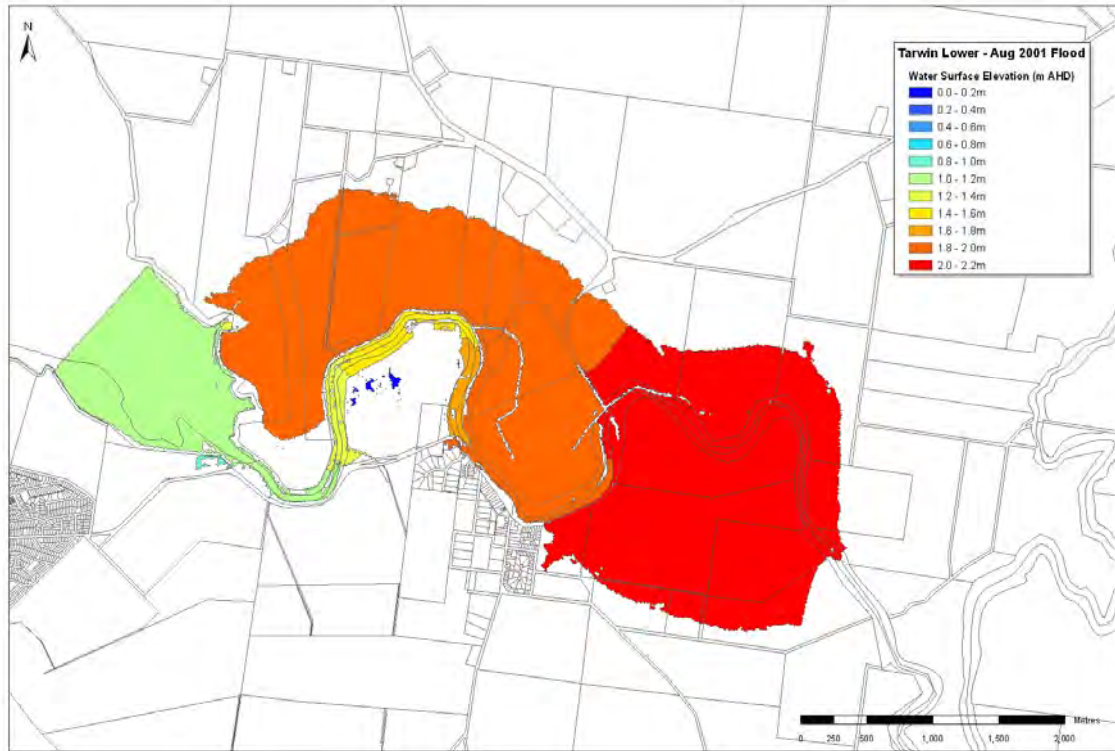 N
Tarwin Lower - Aug 2001 Flood
Water Surface Elevation (m AHD)
0.0 - 0.2m
0.2 - 0.4m
0.4 - 0.6m
0.6 - 0.8m
0.8 - 1.0m
1.0 - 1.2m
1.2 - 1.4m
1.4 - 1.6m
1.6 - 1.8m
1.8 - 2.0m
2.0 - 2.2m
Metres
0 250 500 1,000 1,500 2,000